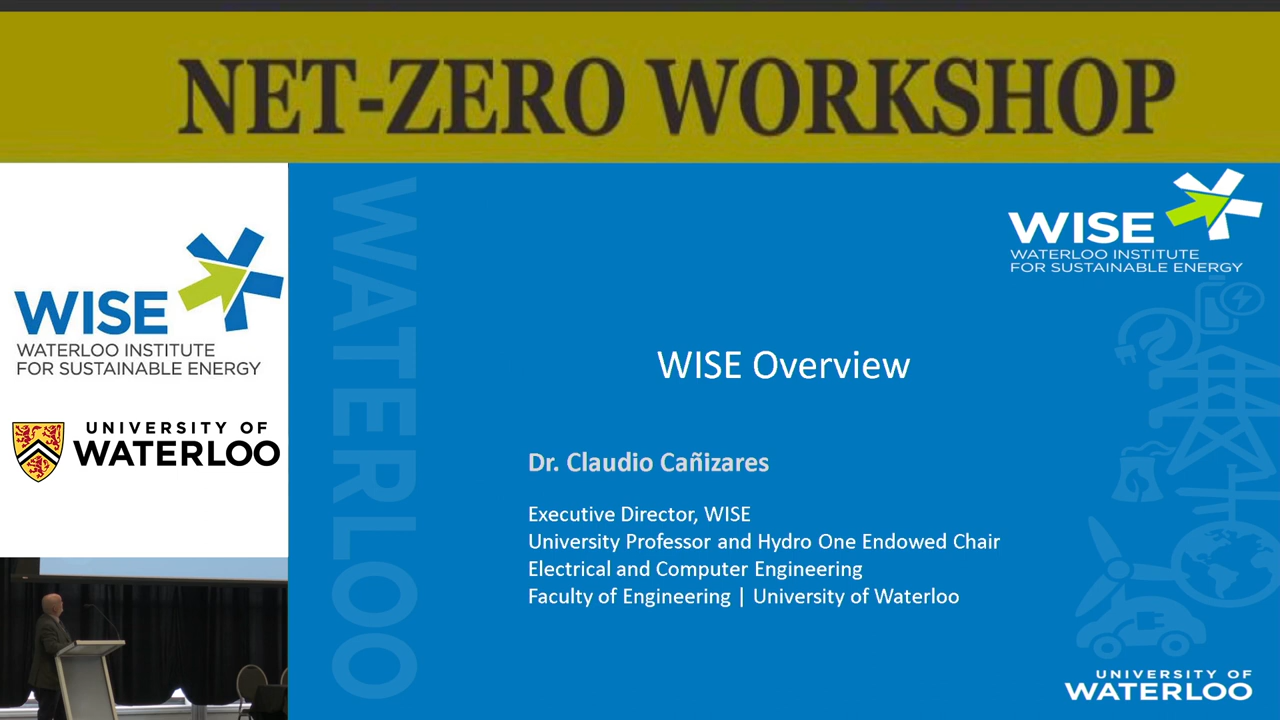 NET-ZERO WORKSHOP
WISE
WATERLOO INSTITUTE
FOR SUSTAINABLE ENERGY
UNIVERSITY OF
WATERLOO
WATERLOO
WISE
WATERLOO INSTITUTE
FOR SUSTAINABLE ENERGY
WISE Overview
Dr. Claudio Cañizares
Executive Director, WISE
University Professor and Hydro One Endowed Chair
Electrical and Computer Engineering
Faculty of Engineering | University of Waterloo
UNIVERSITY OF
WATERLOO